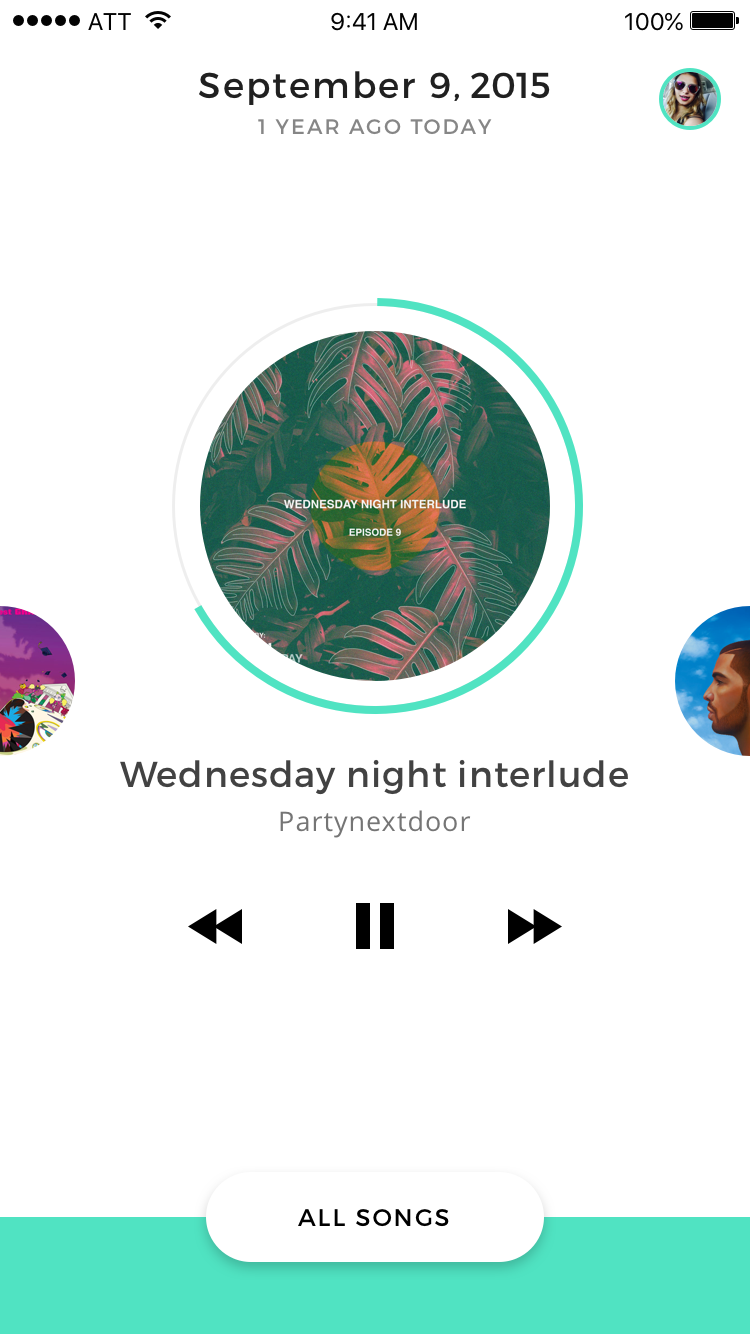 ATT 9:41 AM 100%
September 9, 2015
1 YEAR AGO TODAY
WEDNESDAY NIGHT INTERLUDE
EPISODE 9
Wednesday night interlude
Partynextdoor
ALL SONGS